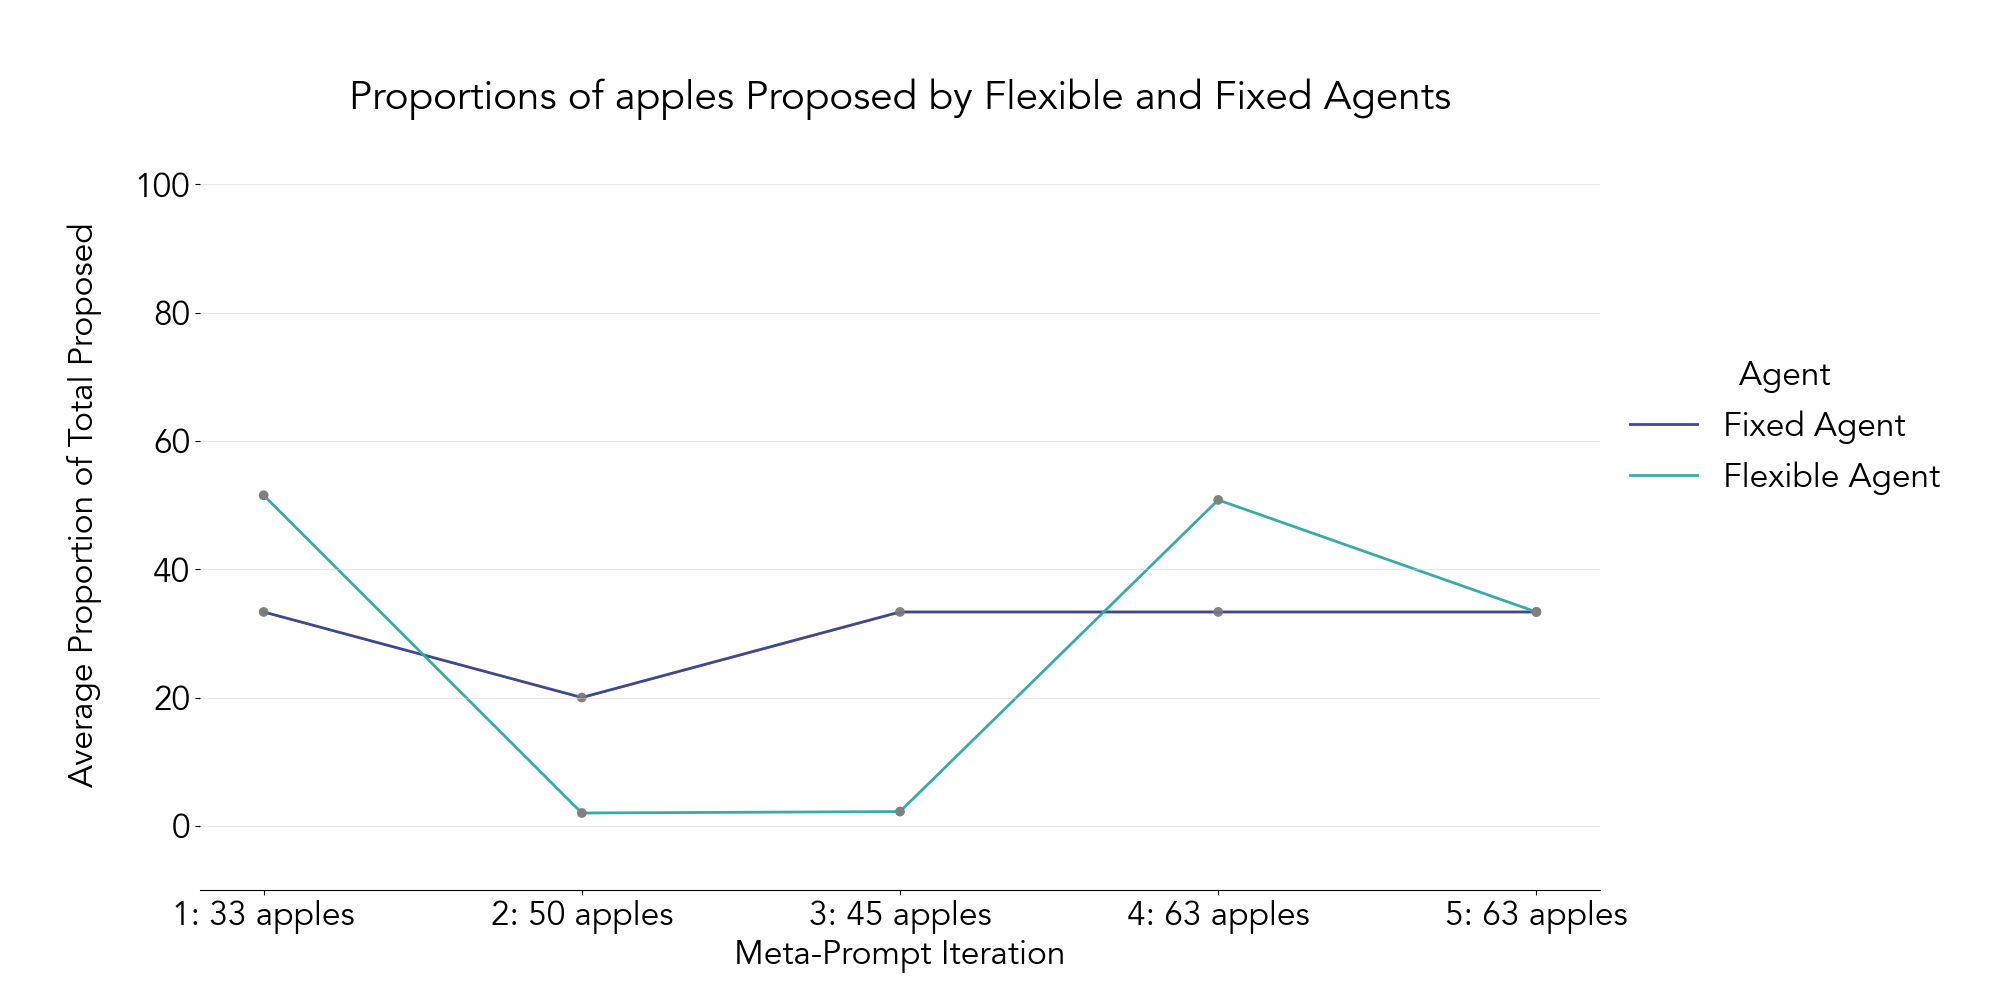 Proportions of apples Proposed by Flexible and Fixed Agents
Average Proportion of Total Proposed
100
80
60
40
20
0
1: 33 apples
2: 50 apples
3: 45 apples
4: 63 apples
5: 63 apples
Meta-Prompt Iteration
Agent
Fixed Agent
Flexible Agent